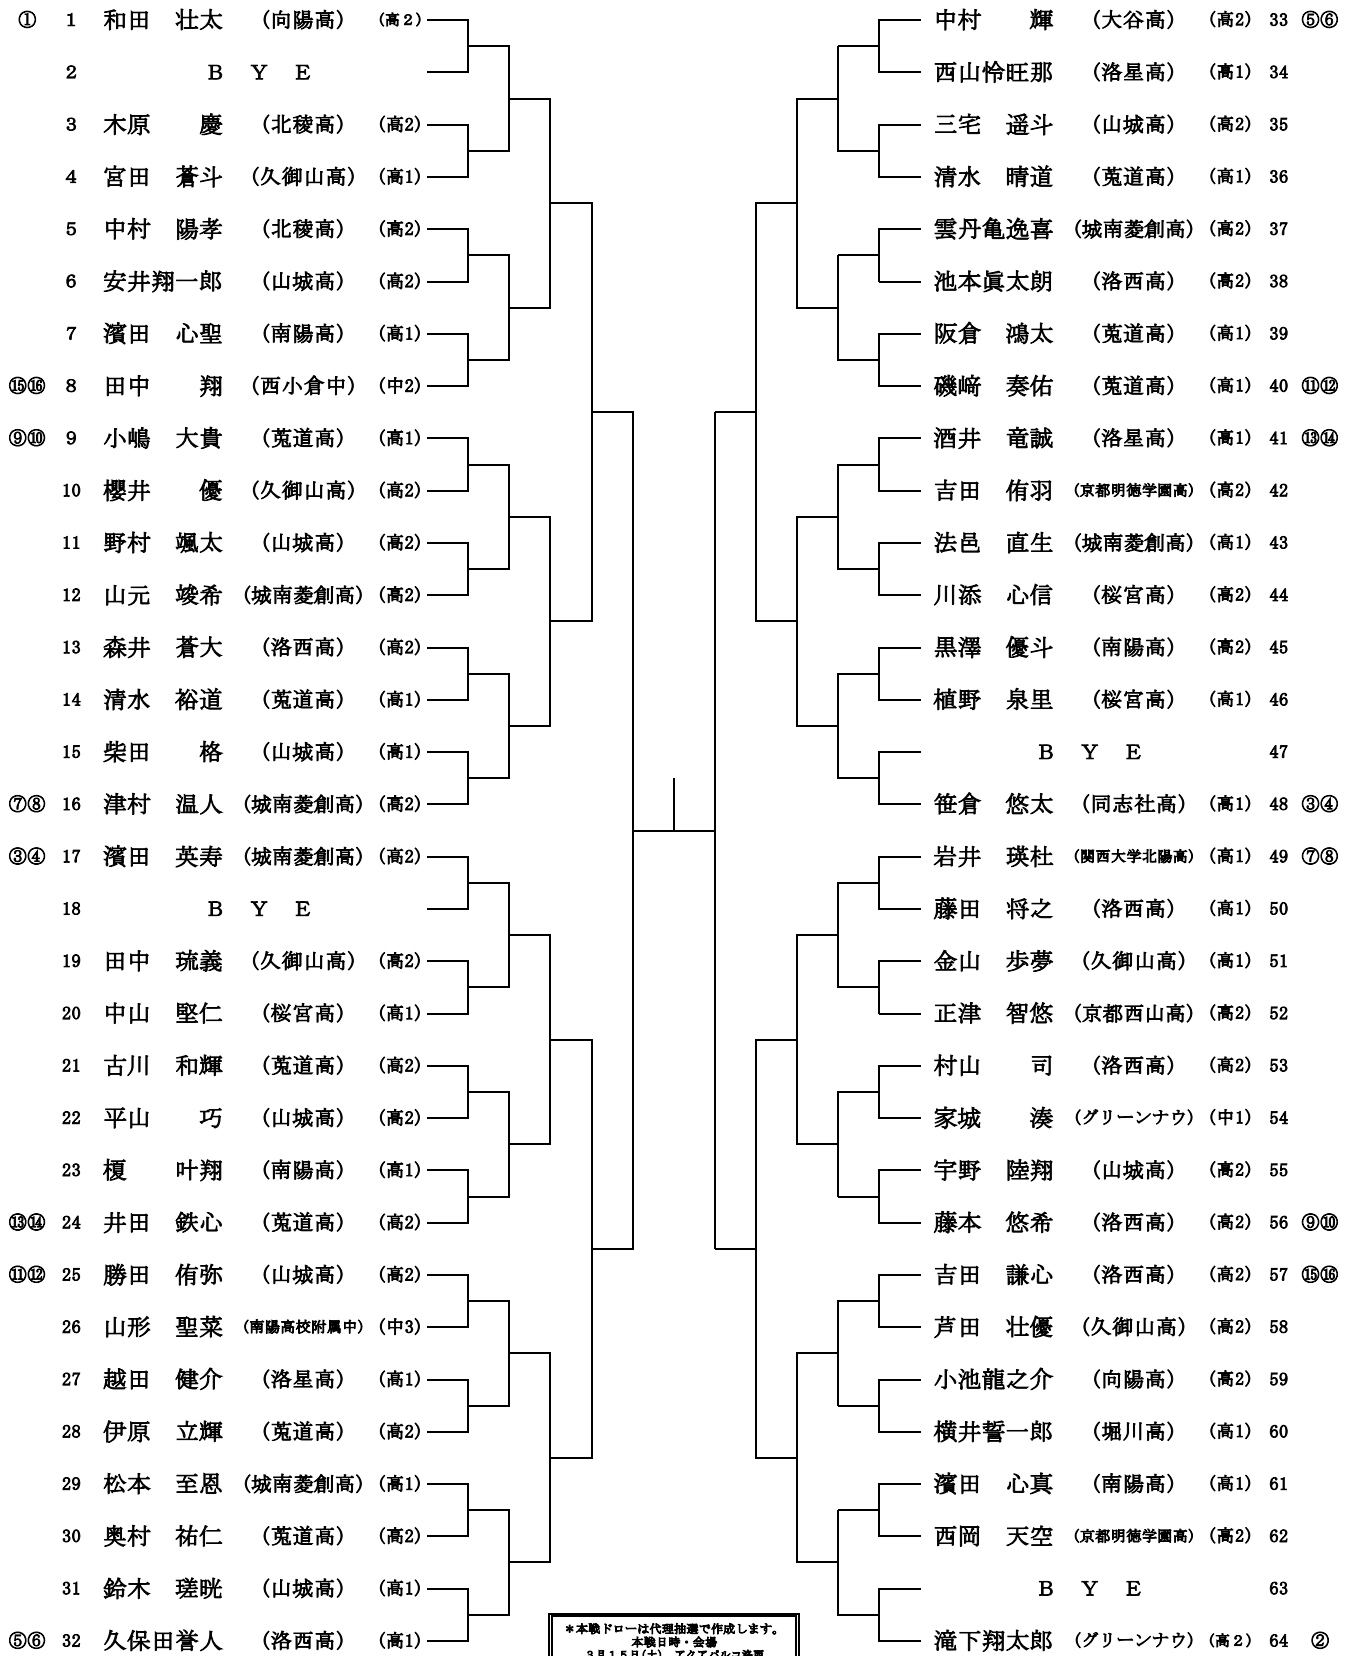 ① 1 和田 壮太 (向陽高) (高2)
2 BYE
3 木原 慶 (北稜高) (高2)
4 宮田 蒼斗 (久御山高) (高1)
5 中村 陽孝 (北稜高) (高2)
6 安井翔一郎 (山城高) (高2)
7 濱田 心聖 (南陽高) (高1)
⑮⑯ 8 田中 翔 (西小倉中) (中2)
⑨⑩ 9 小嶋 大貴 (莵道高) (高1)
10 櫻井 優 (久御山高) (高2)
11 野村 颯太 (山城高) (高2)
12 山元 竣希 (城南菱創高) (高2)
13 森井 蒼大 (洛西高) (高2)
14 清水 裕道 (莵道高) (高1)
15 柴田 格 (山城高) (高1)
⑦⑧ 16 津村 温人 (城南菱創高) (高2)
③④ 17 濱田 英寿 (城南菱創高) (高2)
18 BYE
19 田中 琉義 (久御山高) (高2)
20 中山 堅仁 (桜宮高) (高1)
21 古川 和輝 (莵道高) (高2)
22 平山 巧 (山城高) (高2)
23 榎 叶翔 (南陽高) (高1)
⑬⑭ 24 井田 鉄心 (莵道高) (高2)
⑪⑫ 25 勝田 侑弥 (山城高) (高2)
26 山形 聖菜 (南陽高校附属中) (中3)
27 越田 健介 (洛星高) (高1)
28 伊原 立輝 (莵道高) (高2)
29 松本 至恩 (城南菱創高) (高1)
30 奥村 祐仁 (莵道高) (高2)
31 鈴木 瑳晄 (山城高) (高1)
⑤⑥ 32 久保田誉人 (洛西高) (高1)
中村 輝 (大谷高) (高2) 33 ⑤⑥
西山怜旺那 (洛星高) (高1) 34
三宅 遥斗 (山城高) (高2) 35
清水 晴道 (莵道高) (高1) 36
雲丹亀逸喜 (城南菱創高) (高2) 37
池本眞太朗 (洛西高) (高2) 38
阪倉 鴻太 (莵道高) (高1) 39
磯﨑 奏佑 (莵道高) (高1) 40 ⑪⑫
酒井 竜誠 (洛星高) (高1) 41 ⑬⑭
吉田 侑羽 (京都明徳学園高) (高2) 42
法邑 直生 (城南菱創高) (高1) 43
川添 心信 (桜宮高) (高2) 44
黒澤 優斗 (南陽高) (高2) 45
植野 泉里 (桜宮高) (高1) 46
BYE 47
笹倉 悠太 (同志社高) (高1) 48 ③④
岩井 瑛杜 (関西大学北陽高) (高1) 49 ⑦⑧
藤田 将之 (洛西高) (高1) 50
金山 歩夢 (久御山高) (高1) 51
正津 智悠 (京都西山高) (高2) 52
村山 司 (洛西高) (高2) 53
家城 湊 (グリーンナウ) (中1) 54
宇野 陸翔 (山城高) (高2) 55
藤本 悠希 (洛西高) (高2) 56 ⑨⑩
吉田 謙心 (洛西高) (高2) 57 ⑮⑯
芦田 壮優 (久御山高) (高2) 58
小池龍之介 (向陽高) (高2) 59
横井誓一郎 (堀川高) (高1) 60
濱田 心真 (南陽高) (高1) 61
西岡 天空 (京都明徳学園高) (高2) 62
BYE 63
滝下翔太郎 (グリーンナウ) (高2) 64 ②
＊本戦ドローは代理抽選で作成します。
本戦日時・会場
3月15日(土) アクアパルコ洛西